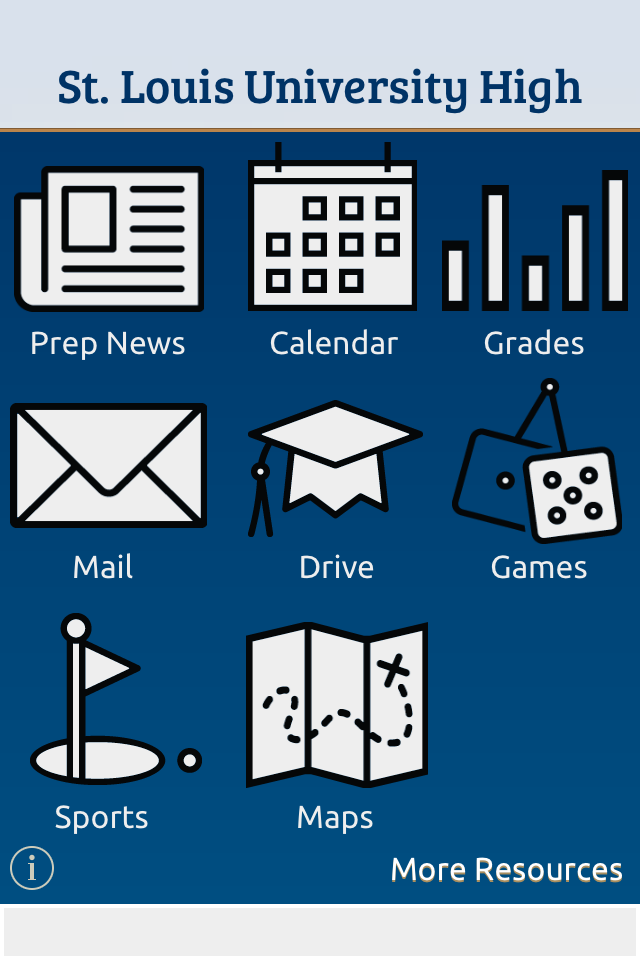 St. Louis University High
Prep News
Calendar
Grades
Mail
Drive
Games
Sports
Maps
i
More Resources